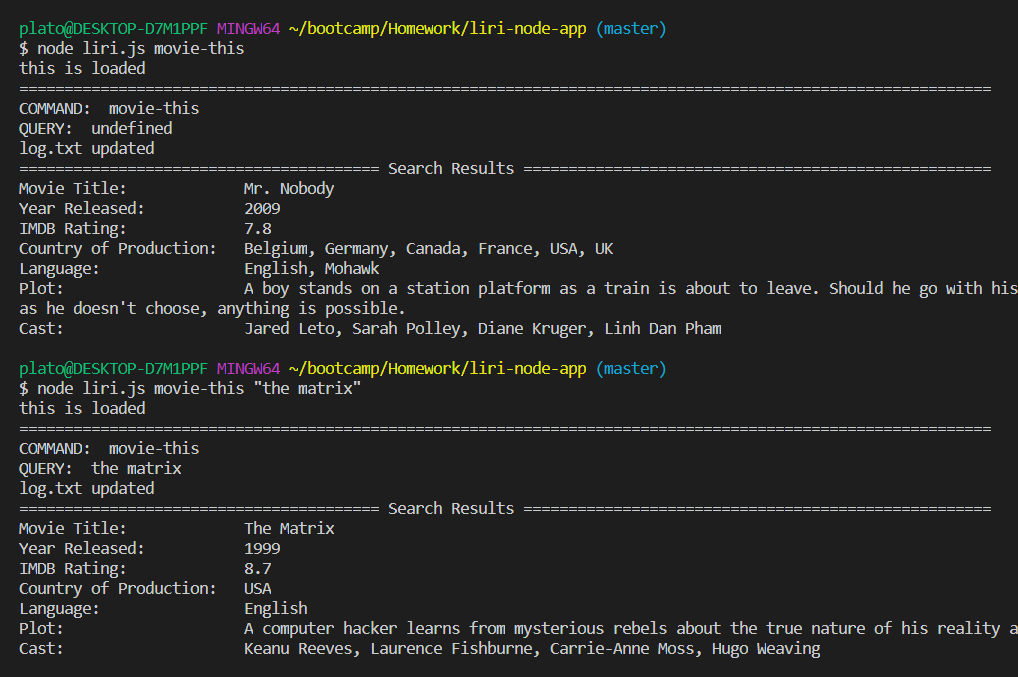 plato@DESKTOP-D7M1PPF MINGW64 ~/bootcamp/Homework/liri-node-app (master)
$ node liri.js movie-this
this is loaded
============================================================================================================
COMMAND:  movie-this
QUERY:  undefined
log.txt updated
======================================== Search Results ====================================================
Movie Title:             Mr. Nobody
Year Released:           2009
IMDB Rating:             7.8
Country of Production:   Belgium, Germany, Canada, France, USA, UK
Language:                English, Mohawk
Plot:                    A boy stands on a station platform as a train is about to leave. Should he go with his
as he doesn't choose, anything is possible.
Cast:                    Jared Leto, Sarah Polley, Diane Kruger, Linh Dan Pham
plato@DESKTOP-D7M1PPF MINGW64 ~/bootcamp/Homework/liri-node-app (master)
$ node liri.js movie-this "the matrix"
this is loaded
============================================================================================================
COMMAND:  movie-this
QUERY:  the matrix
log.txt updated
======================================== Search Results ====================================================
Movie Title:             The Matrix
Year Released:           1999
IMDB Rating:             8.7
Country of Production:   USA
Language:                English
Plot:                    A computer hacker learns from mysterious rebels about the true nature of his reality a
Cast:                    Keanu Reeves, Laurence Fishburne, Carrie-Anne Moss, Hugo Weaving